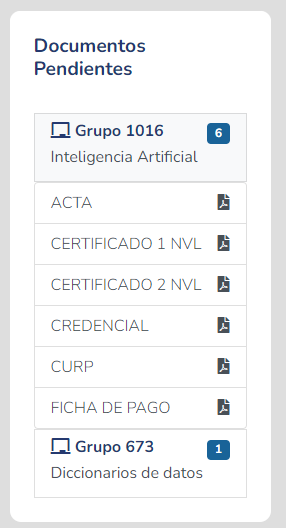 Documentos
Pendientes
Grupo 1016
6
Inteligencia Artificial
ACTA
CERTIFICADO 1 NVL
CERTIFICADO 2 NVL
CREDENCIAL
CURP
FICHA DE PAGO
Grupo 673
1
Diccionarios de datos